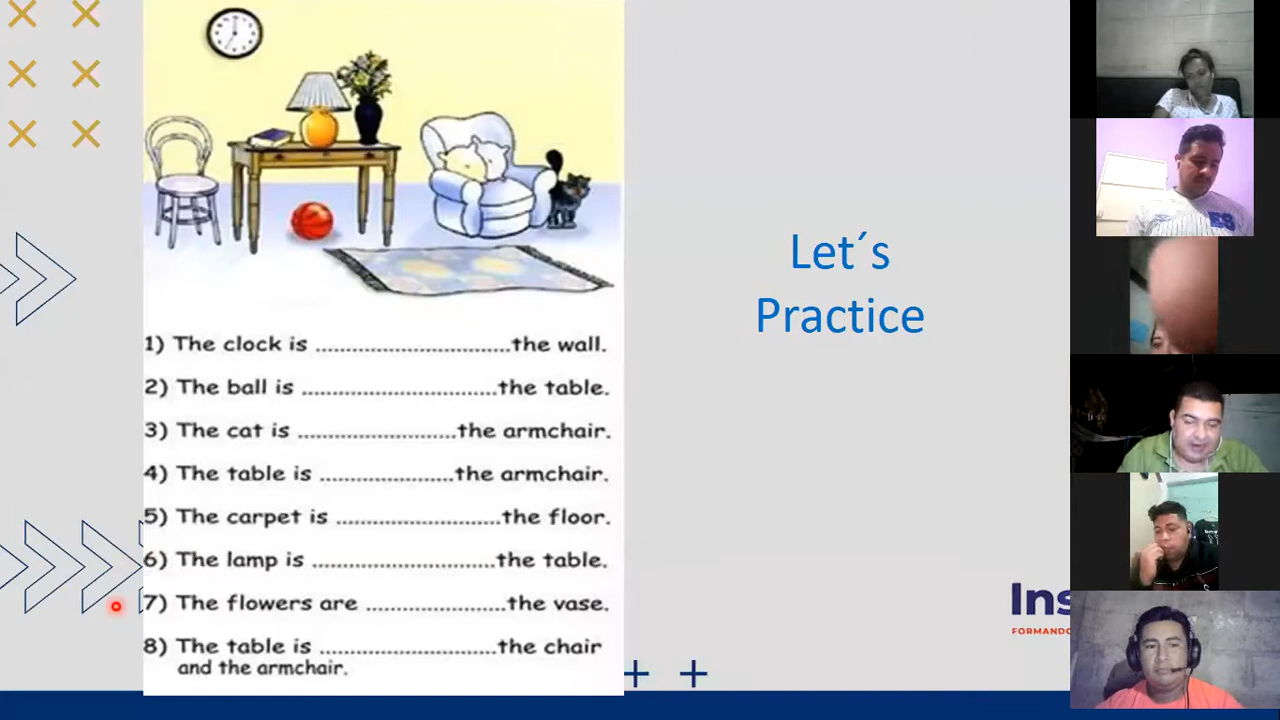 1) The clock is ..................................the wall.
2) The ball is ..................................the table.
3) The cat is ...........................the armchair.
4) The table is .......................the armchair.
5) The carpet is ............................the floor.
6) The lamp is ................................the table.
7) The flowers are ........................the vase.
8) The table is ..............................the chair
and the armchair.
Let´s
Practice
Ins
FORMANDO